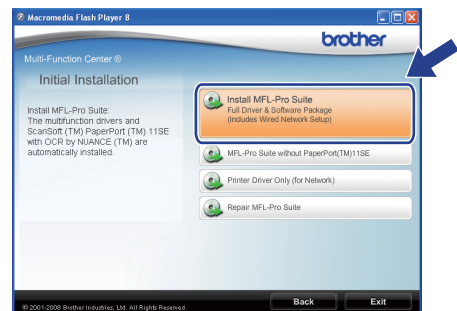 Macromedia Flash Player 8
brother
Multi-Function Center ®
Initial Installation
Install MFL-Pro Suite:
The multifunction drivers and
ScanSoft (TM) PaperPort (TM) 11SE
with OCR by NUANCE (TM) are
automatically installed.
Install MFL-Pro Suite
Full Driver & Software Package
(Includes Wired Network Setup)
MFL-Pro Suite without PaperPort(TM)11SE
Printer Driver Only (for Network)
Repair MFL-Pro Suite
© 2001-2008 Brother Industries, Ltd. All Rights Reserved.
Back
Exit